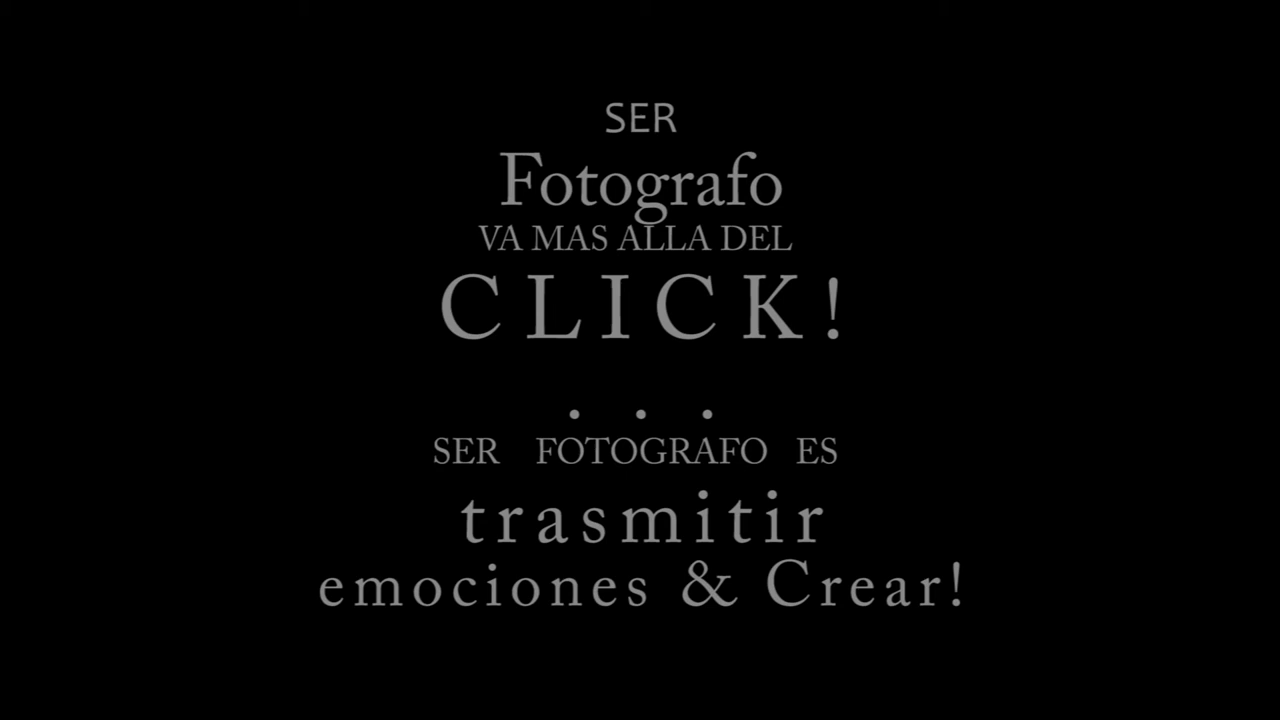 SER
Fotografo
VA MAS ALLA DEL
CLICK!
. . .
SER FOTOGRAFO ES
trasmitir
emociones & Crear!